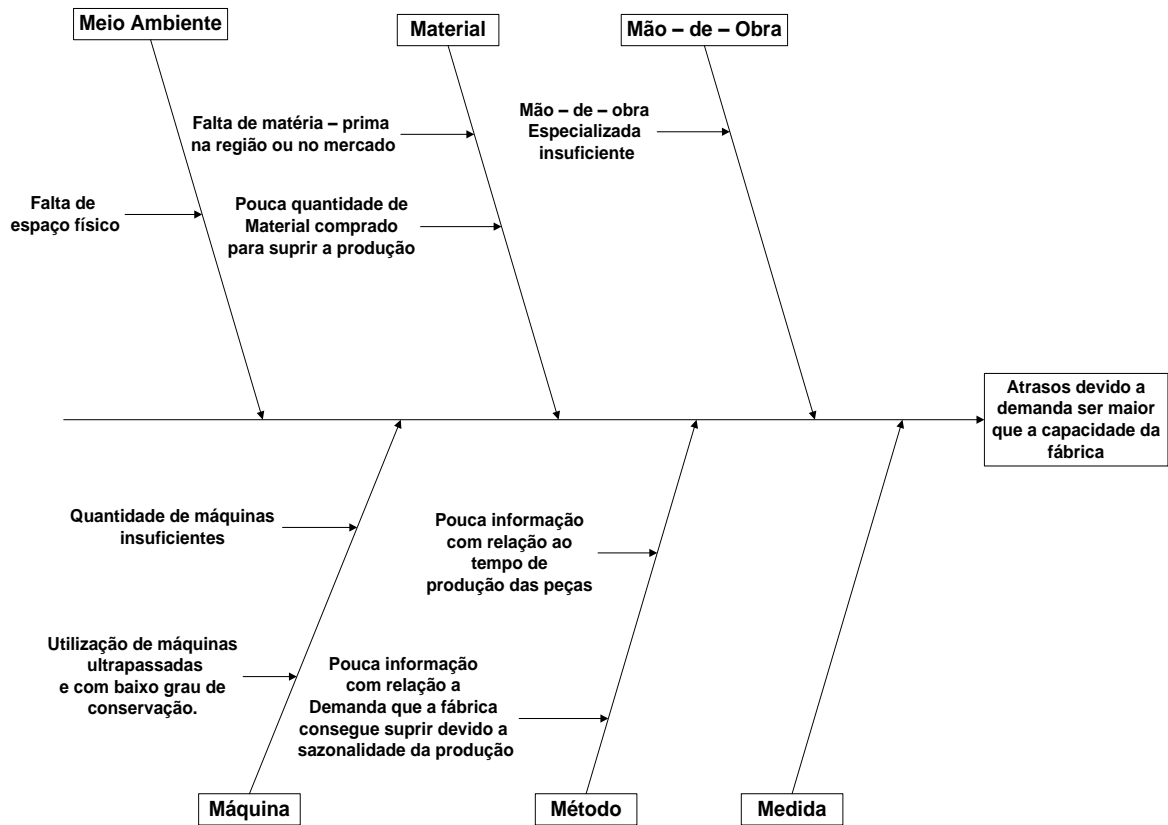 Meio Ambiente
Material
Mão – de – Obra
Falta de matéria – prima
na região ou no mercado
Mão – de – obra
Especializada
insuficiente
Falta de
espaço físico
Pouca quantidade de
Material comprado
para suprir a produção
Atrasos devido a
demanda ser maior
que a capacidade da
fábrica
Quantidade de máquinas
insuficientes
Pouca informação
com relação ao
tempo de
produção das peças
Utilização de máquinas
ultrapassadas
e com baixo grau de
conservação.
Pouca informação
com relação a
Demanda que a fábrica
consegue suprir devido a
sazonalidade da produção
Máquina
Método
Medida